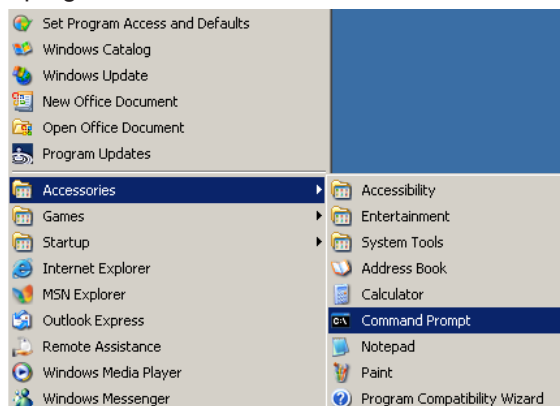 Set Program Access and Defaults
Windows Catalog
Windows Update
New Office Document
Open Office Document
Program Updates
Accessories
Games
Startup
Internet Explorer
MSN Explorer
Outlook Express
Remote Assistance
Windows Media Player
Windows Messenger
Accessibility
Entertainment
System Tools
Address Book
Calculator
C:\
Command Prompt
Notepad
Paint
Program Compatibility Wizard